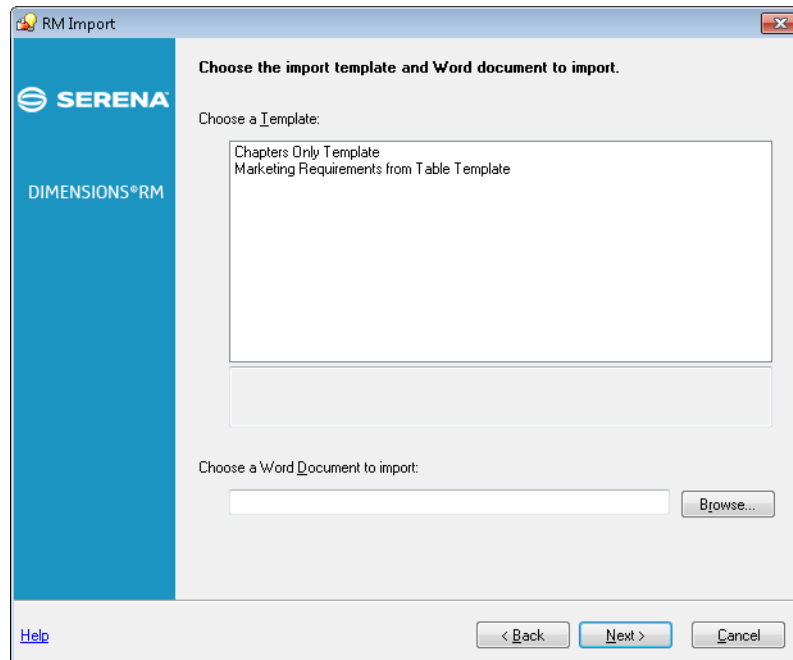 RM Import
SERENA
DIMENSIONS®RM
Choose the import template and Word document to import.
Choose a Template:
Chapters Only Template
Marketing Requirements from Table Template
Choose a Word Document to import:
Browse...
Help
< Back
Next >
Cancel